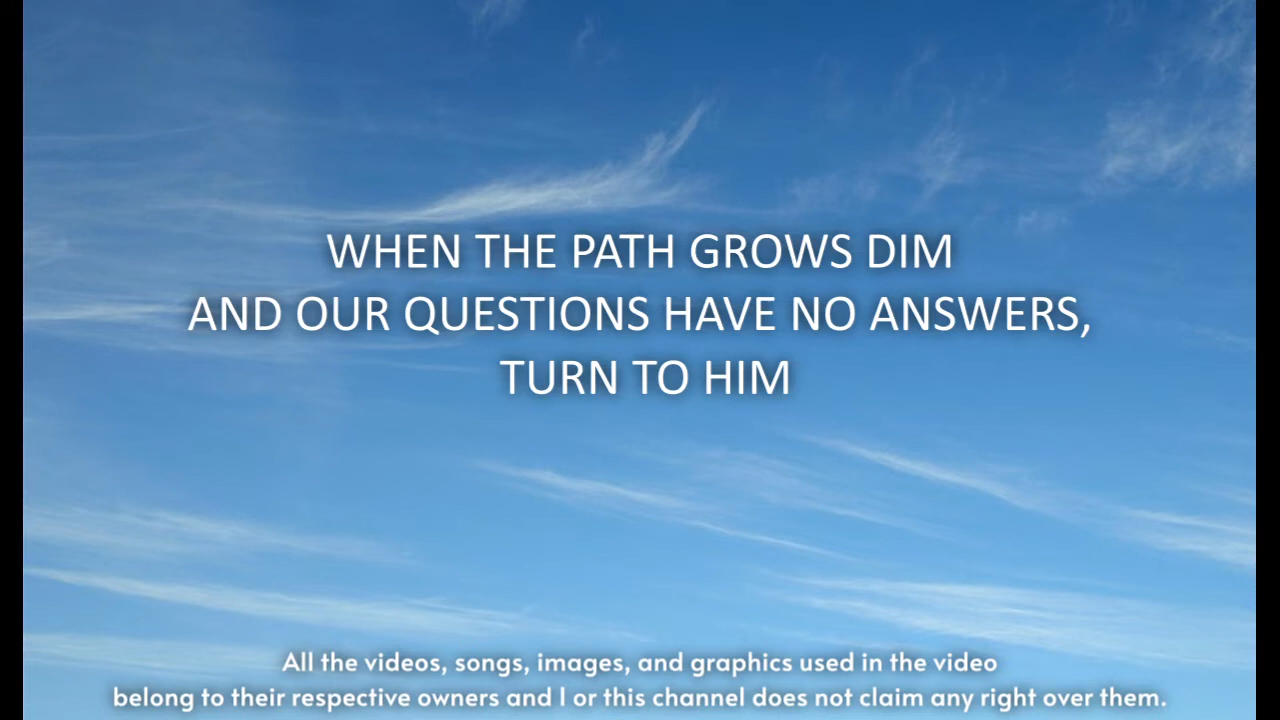 WHEN THE PATH GROWS DIM
AND OUR QUESTIONS HAVE NO ANSWERS,
TURN TO HIM
All the videos, songs, images, and graphics used in the video
belong to their respective owners and I or this channel does not claim any right over them.